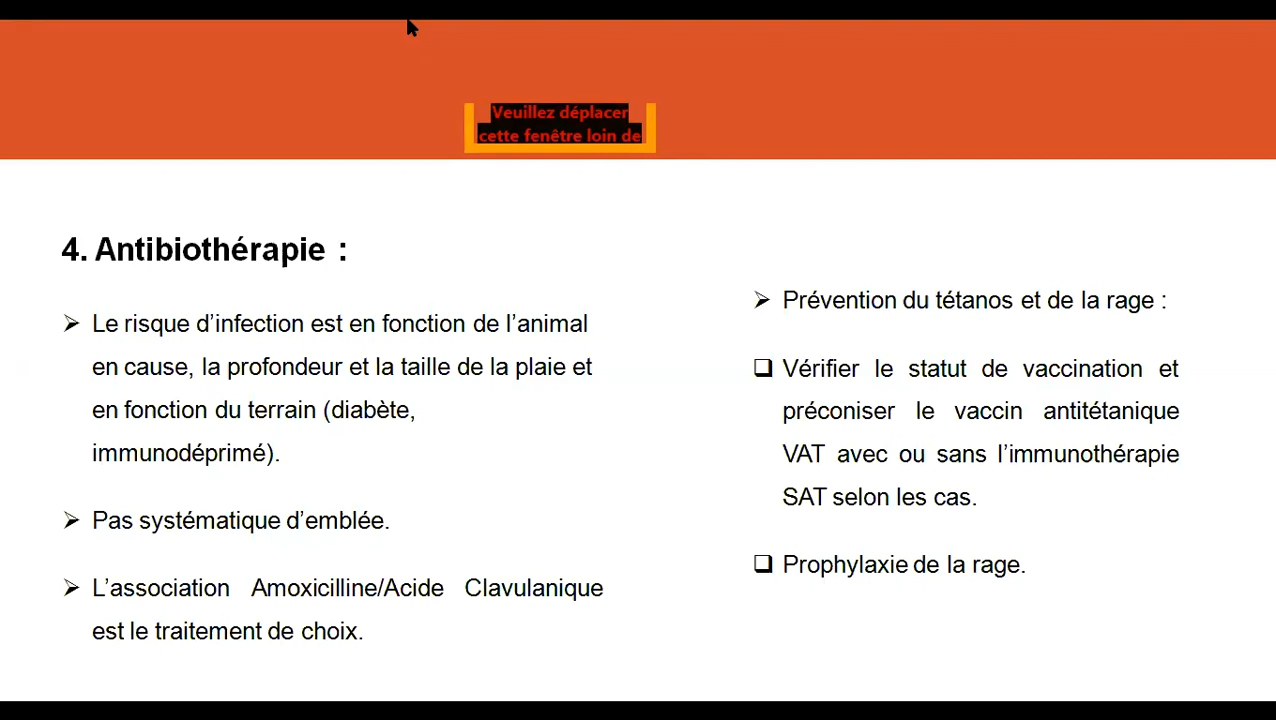 Veuillez déplacer
cette fenêtre loin de
4. Antibiothérapie :
Le risque d’infection est en fonction de l’animal
en cause, la profondeur et la taille de la plaie et
en fonction du terrain (diabète,
immunodéprimé).
Pas systématique d’emblée.
L’association Amoxicilline/Acide Clavulanique
est le traitement de choix.
Prévention du tétanos et de la rage :
Vérifier le statut de vaccination et
préconiser le vaccin antitétanique
VAT avec ou sans l’immunothérapie
SAT selon les cas.
Prophylaxie de la rage.